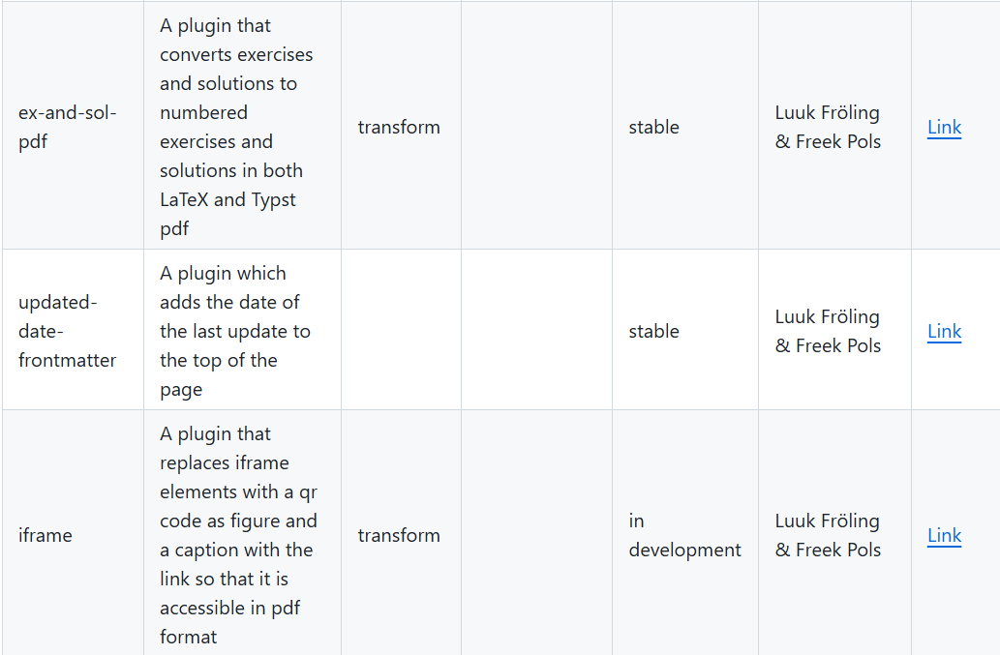 A plugin that
converts exercises
and solutions to
ex-and-sol-
numbered
Luuk Fröling
transform
stable
Link
pdf
exercises and
& Freek Pols
solutions in both
LaTeX and Typst
pdf
A plugin which
updated-
adds the date of
Luuk Fröling
date-
the last update to
stable
Link
frontmatter
the top of the
& Freek Pols
page
A plugin that
replaces iframe
elements with a qr
code as figure and
in
Luuk Fröling
iframe
transform
Link
a caption with the
development
& Freek Pols
link so that it is
accessible in pdf
format